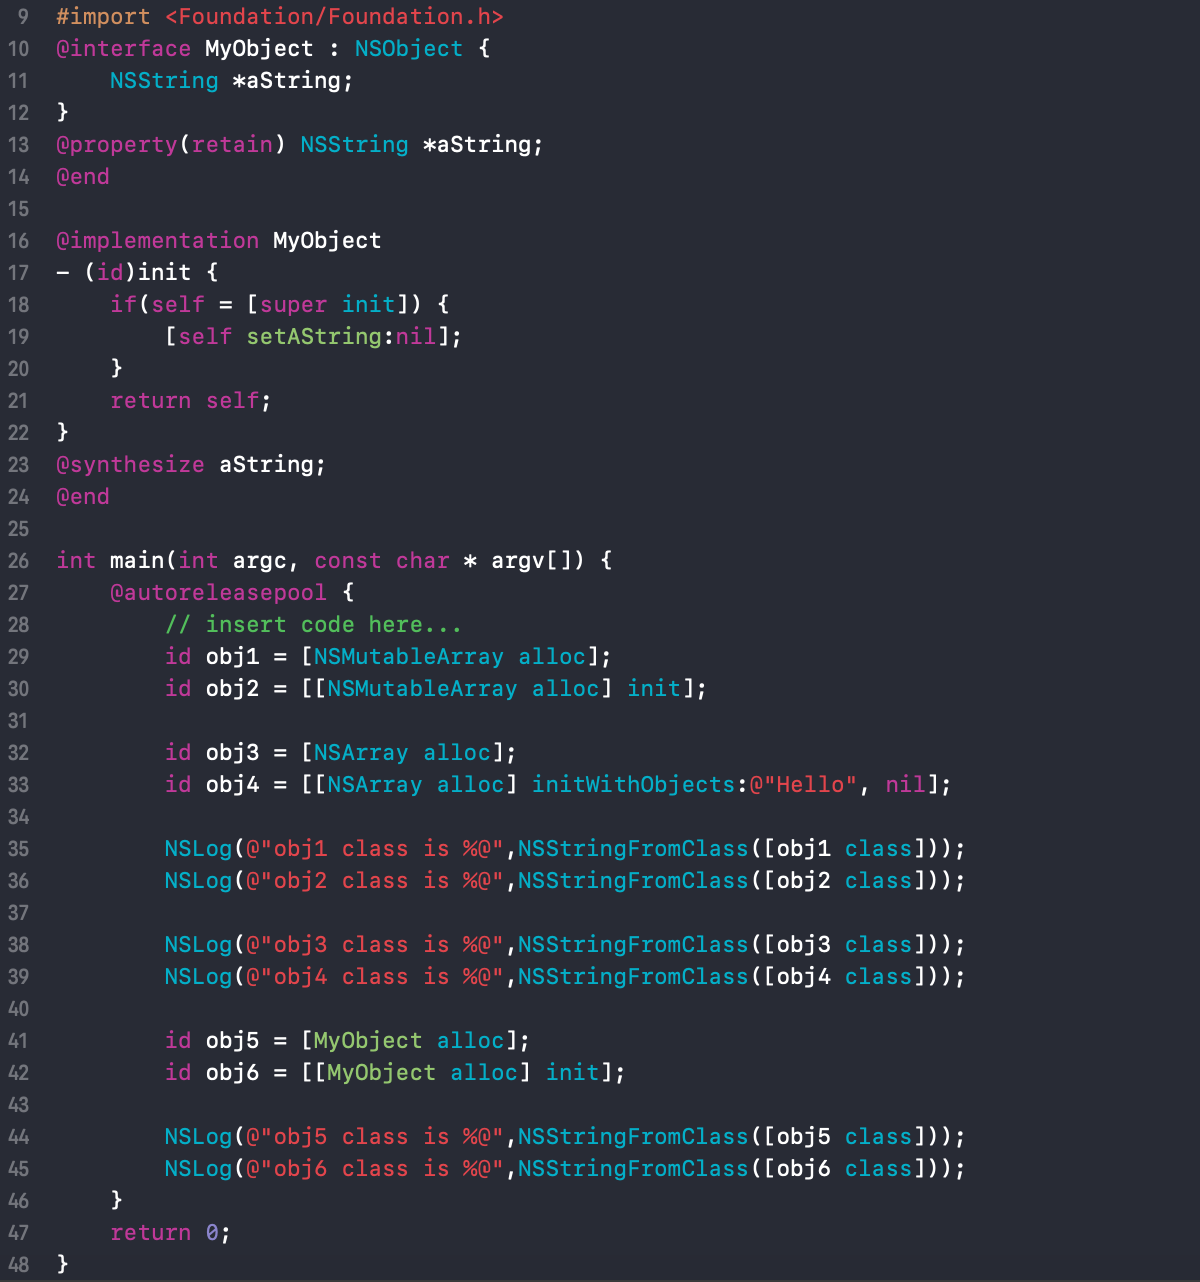 9 #import <Foundation/Foundation.h>
10 @interface MyObject : NSObject {
11     NSString *aString;
12 }
13 @property(retain) NSString *aString;
14 @end
15
16 @implementation MyObject
17 - (id)init {
18     if(self = [super init]) {
19         [self setAString:nil];
20     }
21     return self;
22 }
23 @synthesize aString;
24 @end
25
26 int main(int argc, const char * argv[]) {
27     @autoreleasepool {
28         // insert code here...
29         id obj1 = [NSMutableArray alloc];
30         id obj2 = [[NSMutableArray alloc] init];
31
32         id obj3 = [NSArray alloc];
33         id obj4 = [[NSArray alloc] initWithObjects:@"Hello", nil];
34
35         NSLog(@"obj1 class is %@",NSStringFromClass([obj1 class]));
36         NSLog(@"obj2 class is %@",NSStringFromClass([obj2 class]));
37
38         NSLog(@"obj3 class is %@",NSStringFromClass([obj3 class]));
39         NSLog(@"obj4 class is %@",NSStringFromClass([obj4 class]));
40
41         id obj5 = [MyObject alloc];
42         id obj6 = [[MyObject alloc] init];
43
44         NSLog(@"obj5 class is %@",NSStringFromClass([obj5 class]));
45         NSLog(@"obj6 class is %@",NSStringFromClass([obj6 class]));
46     }
47     return 0;
48 }